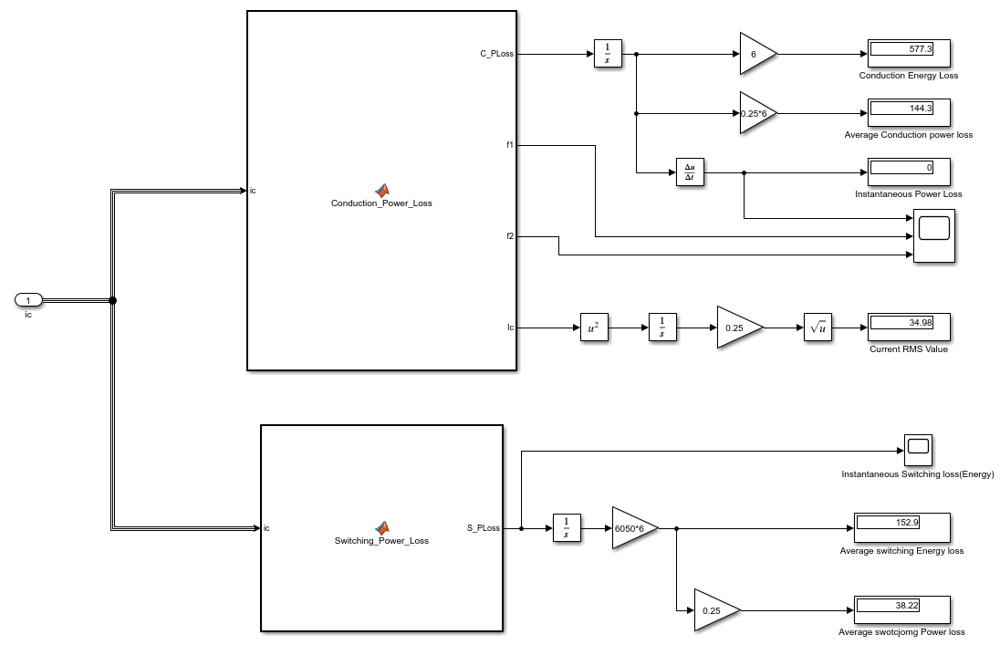 C_PLoss
1
s
6
577.3
Conduction Energy Loss
0.25*6
144.3
Average Conduction power loss
f1
Δu
Δt
0
Instantaneous Power Loss
ic
Conduction_Power_Loss
f2
1
ic
Ic
u²
1
s
0.25
√u
34.98
Current RMS Value
Instantaneous Switching loss(Energy)
ic
Switching_Power_Loss
S_PLoss
1
s
6050*6
152.9
Average switching Energy loss
0.25
38.22
Average swotcjomg Power loss